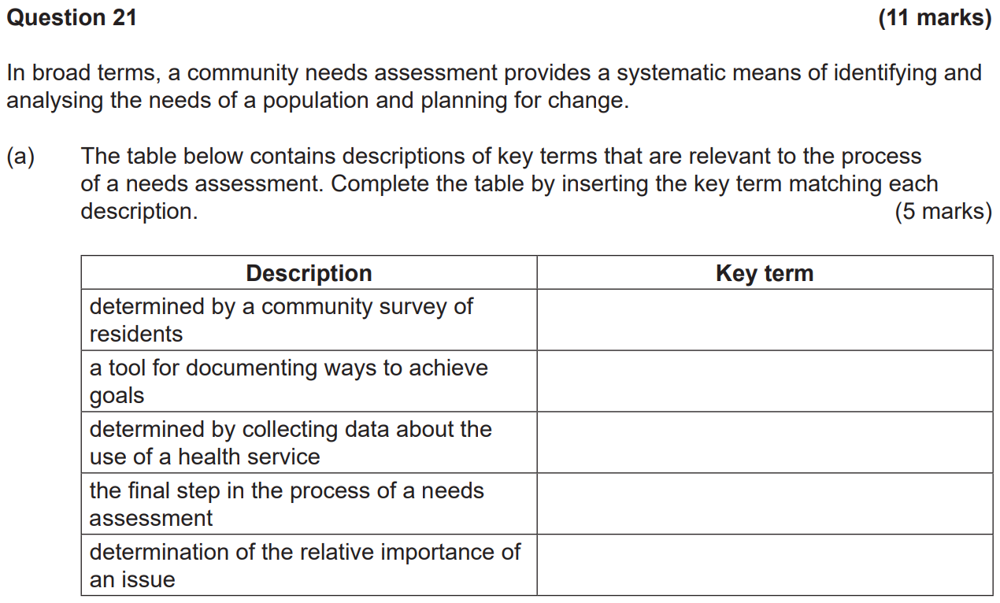 Question 21 (11 marks)
In broad terms, a community needs assessment provides a systematic means of identifying and
analysing the needs of a population and planning for change.
(a) The table below contains descriptions of key terms that are relevant to the process
of a needs assessment. Complete the table by inserting the key term matching each
description. (5 marks)
Description Key term
determined by a community survey of
residents
a tool for documenting ways to achieve
goals
determined by collecting data about the
use of a health service
the final step in the process of a needs
assessment
determination of the relative importance of
an issue